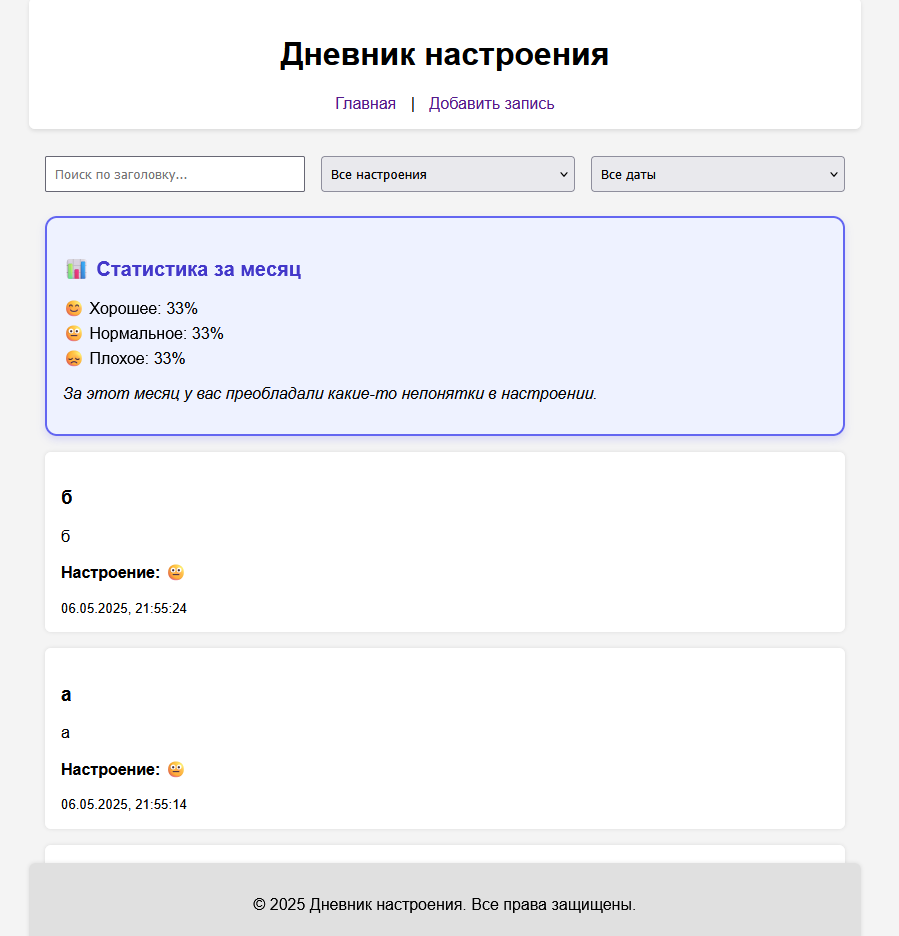 Дневник настроения
Главная | Добавить запись
Поиск по заголовку...
Все настроения
Все даты
📊 Статистика за месяц
😊 Хорошее: 33%
😐 Нормальное: 33%
😞 Плохое: 33%
За этот месяц у вас преобладали какие-то непонятки в настроении.
б
б
Настроение: 😐
06.05.2025, 21:55:24
а
а
Настроение: 😐
06.05.2025, 21:55:14
© 2025 Дневник настроения. Все права защищены.